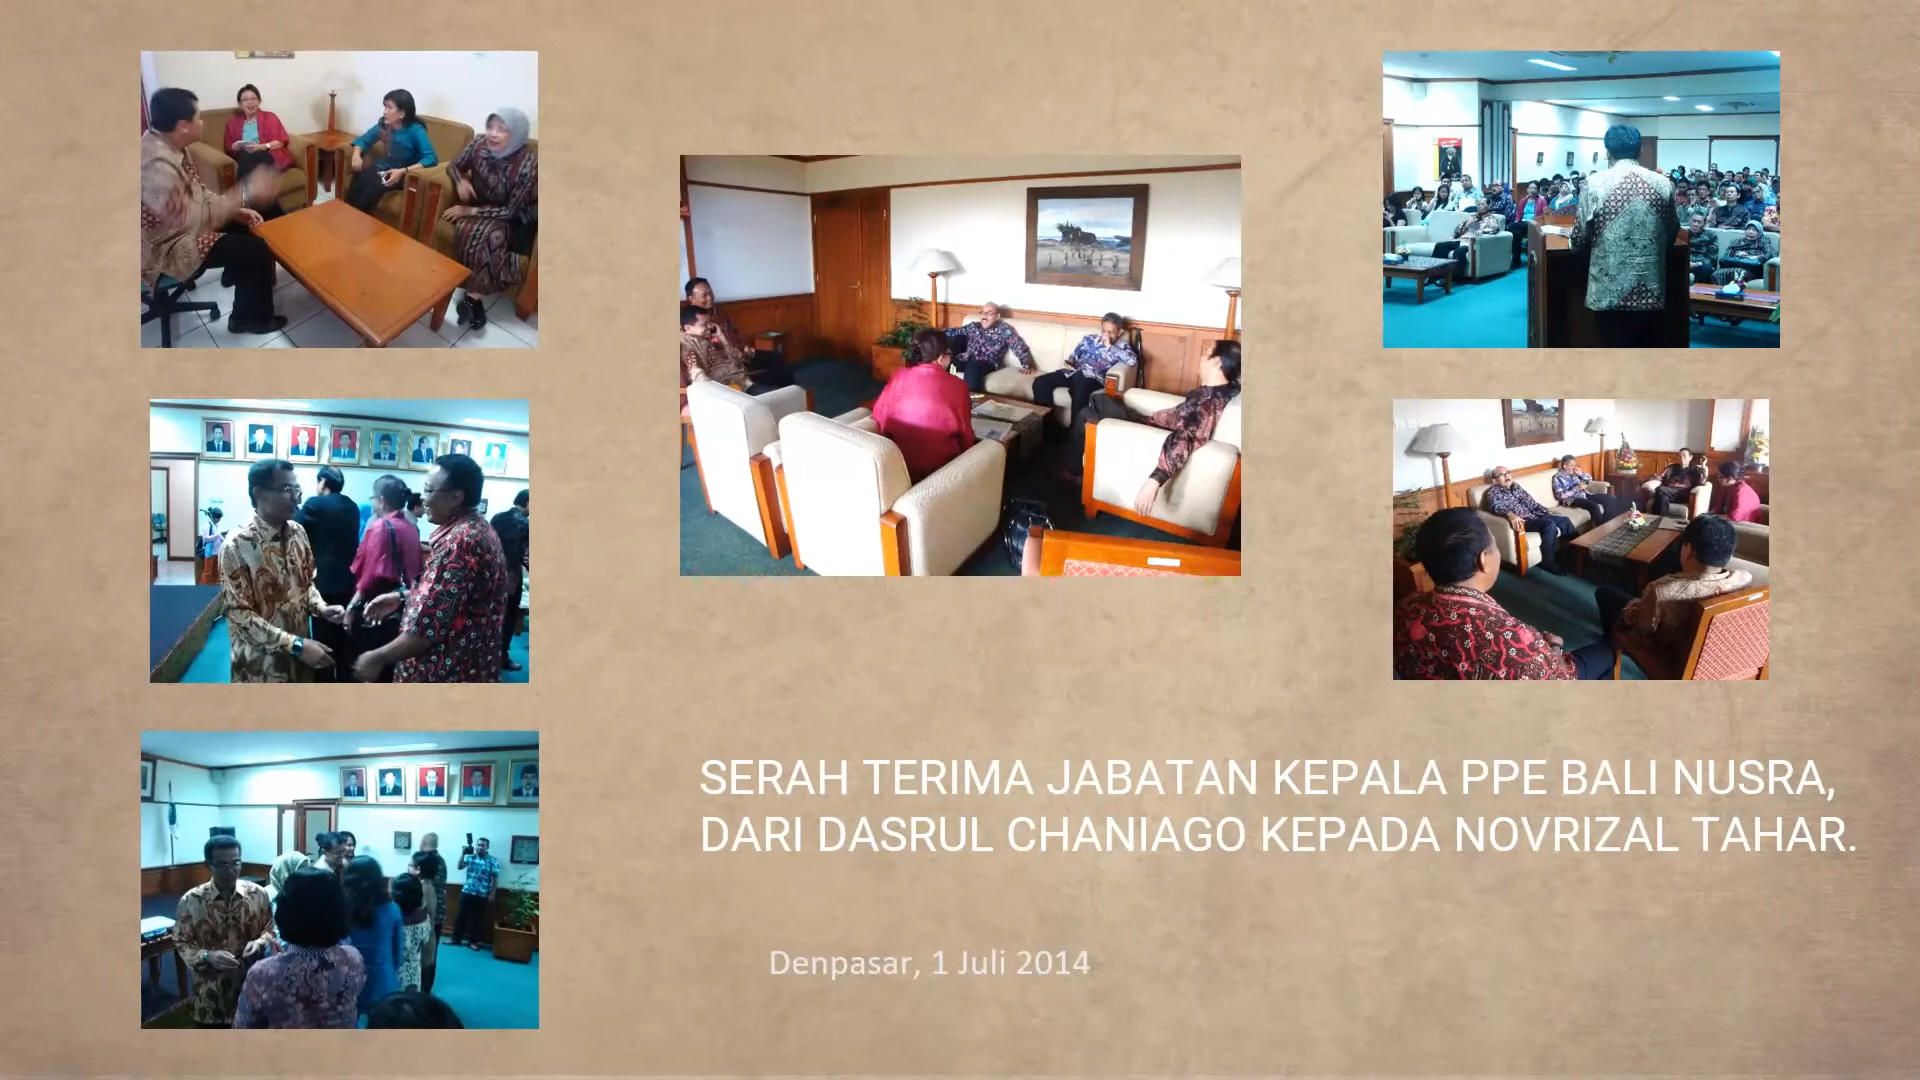 SERAH TERIMA JABATAN KEPALA PPE BALI NUSRA,
DARI DASRUL CHANIAGO KEPADA NOVRIZAL TAHAR.
Denpasar, 1 Juli 2014